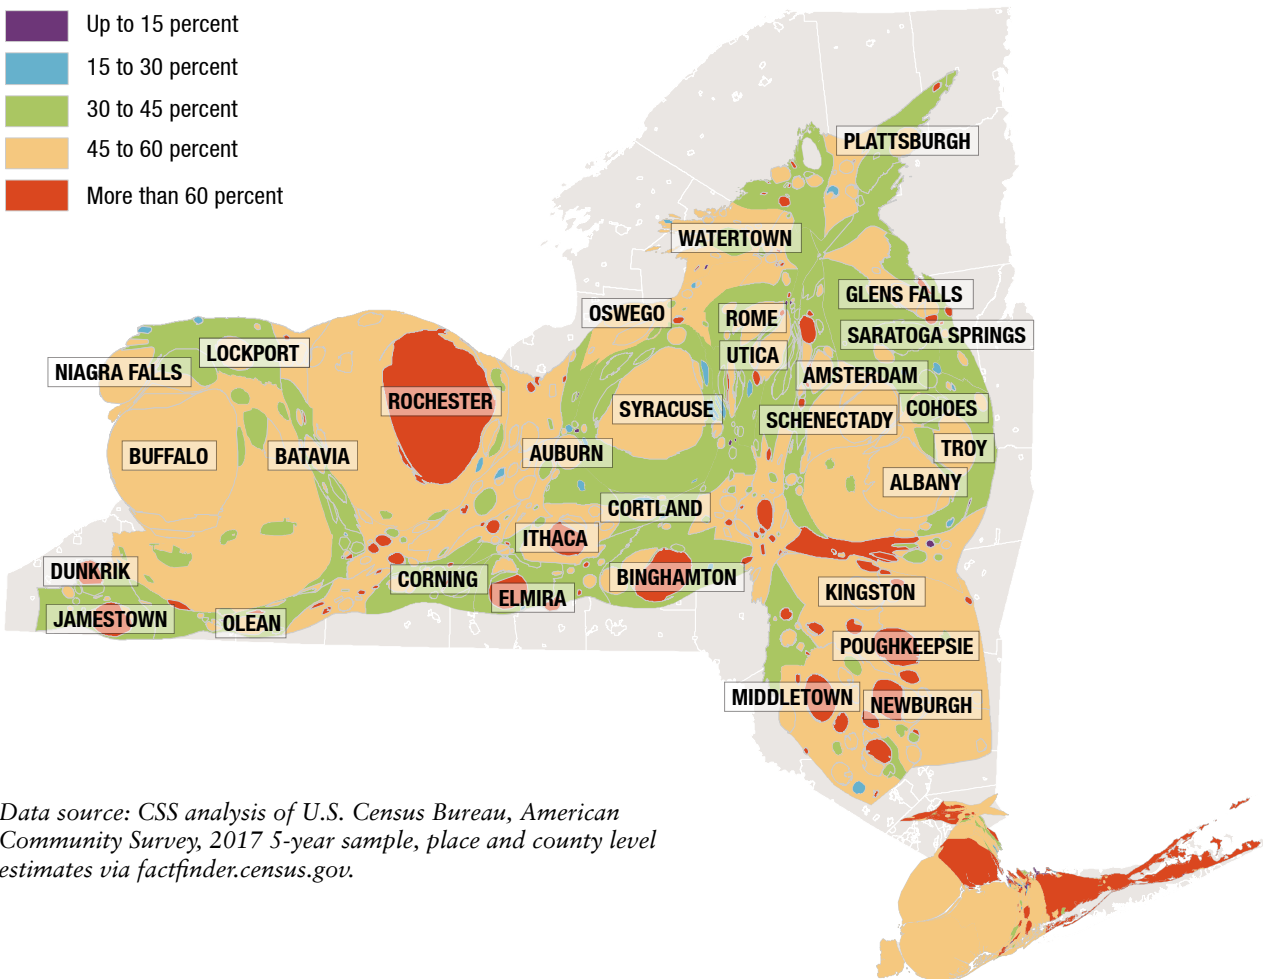 Up to 15 percent
15 to 30 percent
30 to 45 percent
45 to 60 percent
More than 60 percent
PLATTSBURGH
WATERTOWN
GLENS FALLS
OSWEGO
ROME
SARATOGA SPRINGS
LOCKPORT
UTICA
NIAGRA FALLS
AMSTERDAM
ROCHESTER
SYRACUSE
COHOES
SCHENECTADY
TROY
BUFFALO
BATAVIA
AUBURN
ALBANY
CORTLAND
ITHACA
DUNKRIK
CORNING
BINGHAMTON
KINGSTON
ELMIRA
JAMESTOWN
OLEAN
POUGHKEEPSIE
MIDDLETOWN
NEWBURGH
Data source: CSS analysis of U.S. Census Bureau, American
Community Survey, 2017 5-year sample, place and county level
estimates via factfinder.census.gov.